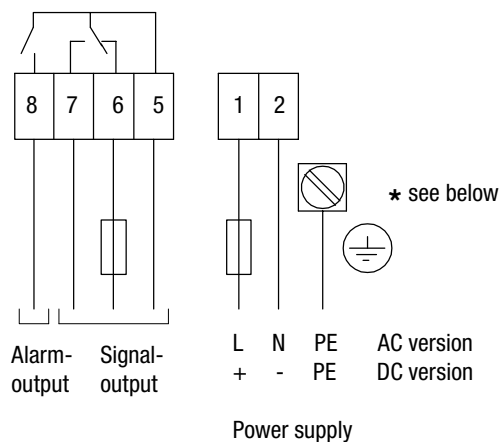 8 7 6 5 1 2
* see below
Alarm-
output
Signal-
output
L N PE AC version
+ - PE DC version
Power supply